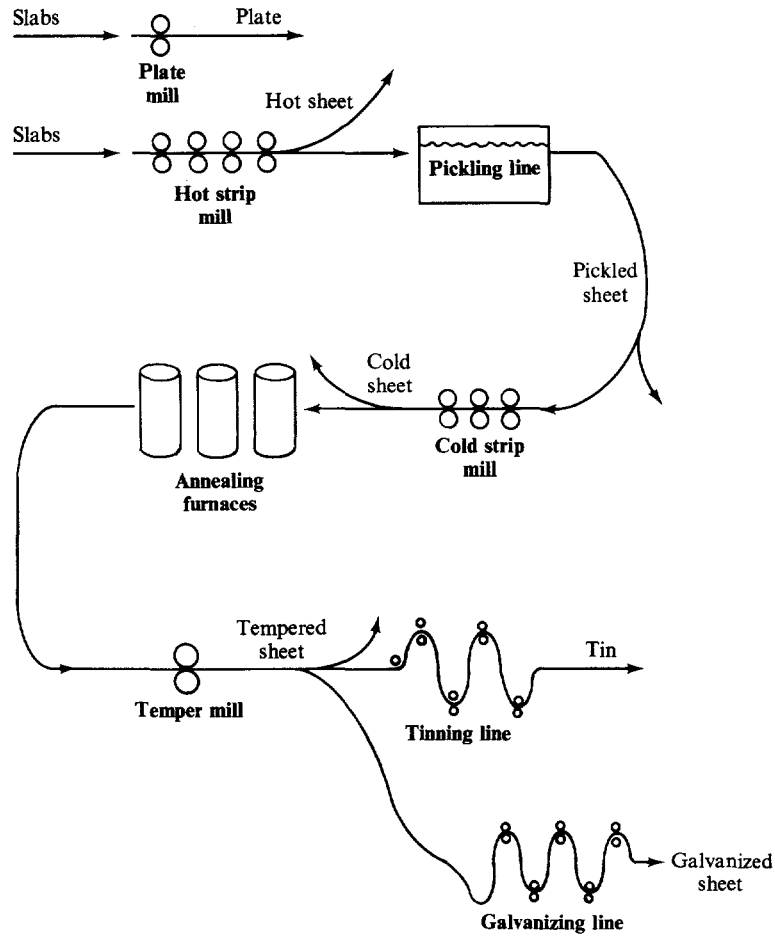 Slabs
Plate
Plate
mill
Hot sheet
Slabs
Hot strip
mill
Pickling line
Pickled
sheet
Cold
sheet
Cold strip
mill
Annealing
furnaces
Tempered
sheet
Temper mill
Tin
Tinning line
Galvanized
sheet
Galvanizing line